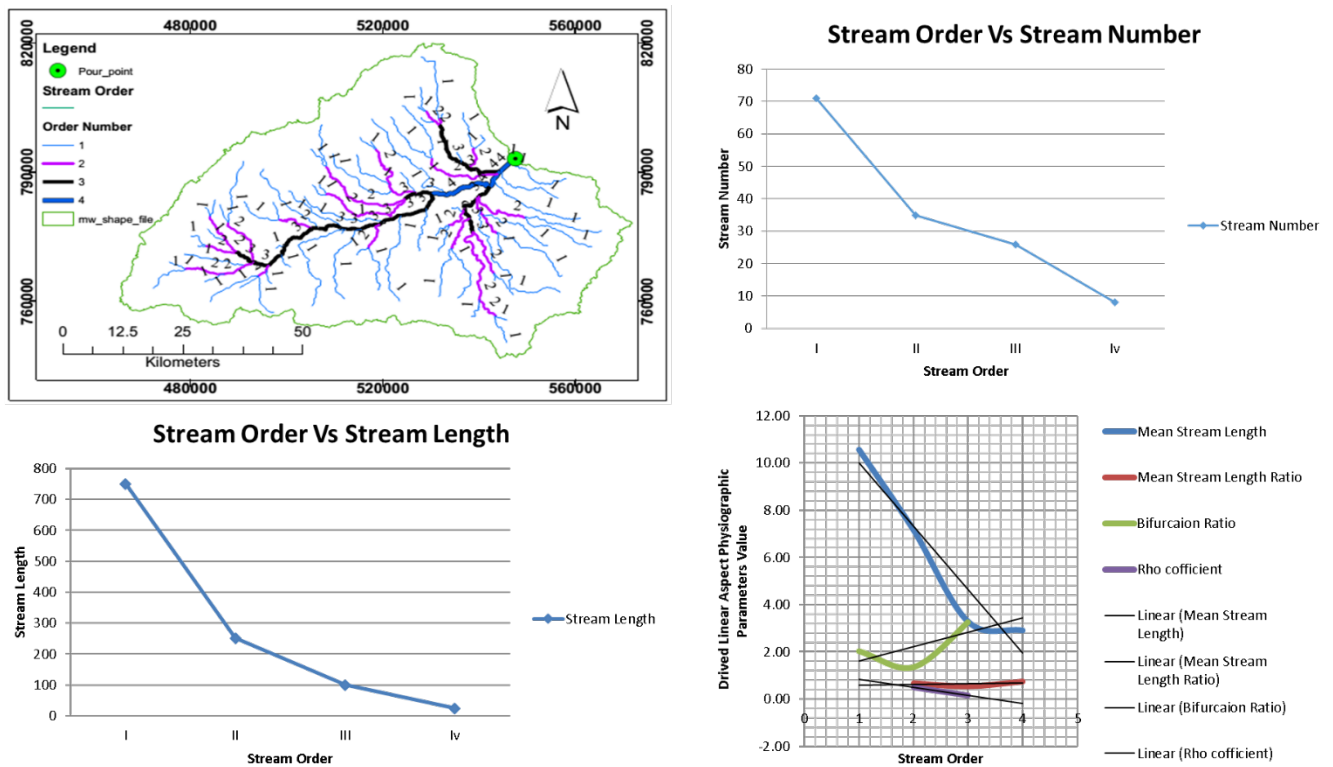 480000 520000 560000
820000
820000
790000
790000
760000
760000
Legend
Pour_point
Stream Order
Order Number
1
2
3
4
mw_shape_file
N
0 12.5 25 50
Kilometers
480000 520000 560000
Stream Order Vs Stream Number
80
70
60
50
40
30
20
10
0
Stream Number
I II III Iv
Stream Order
Stream Number
Stream Order Vs Stream Length
800
700
600
500
400
300
200
100
0
Stream Length
I II III Iv
Stream Order
Stream Length
12.00
10.00
8.00
6.00
4.00
2.00
0.00
-2.00
Drived Linear Aspect Physiographic
Parameters Value
0 1 2 3 4 5
Stream Order
Mean Stream Length
Mean Stream Length Ratio
Bifurcaion Ratio
Rho cofficient
Linear (Mean Stream
Length)
Linear (Mean Stream
Length Ratio)
Linear (Bifurcaion Ratio)
Linear (Rho cofficient)